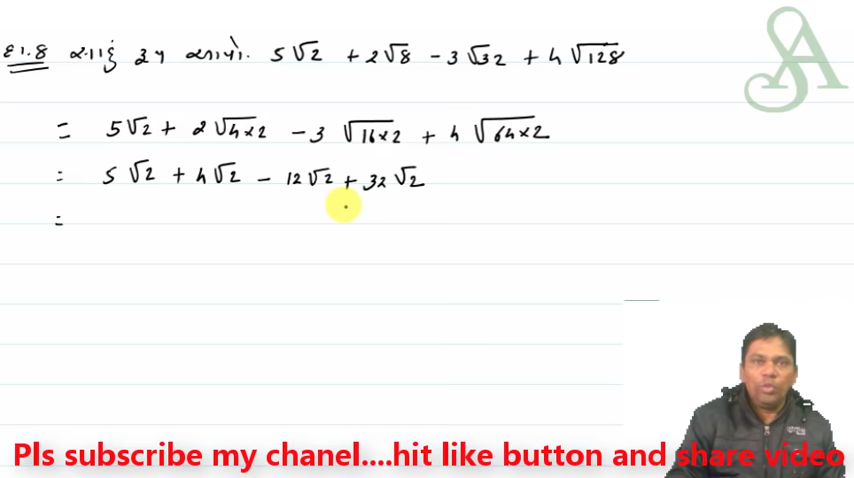 દા.8 સાદું રૂપ આપો. 5√2 + 2√8 - 3√32 + 4√128
= 5√2 + 2√4×2 - 3√16×2 + 4√64×2
= 5√2 + 4√2 - 12√2 + 32√2
=
SA
Pls subscribe my chanel....hit like button and share video